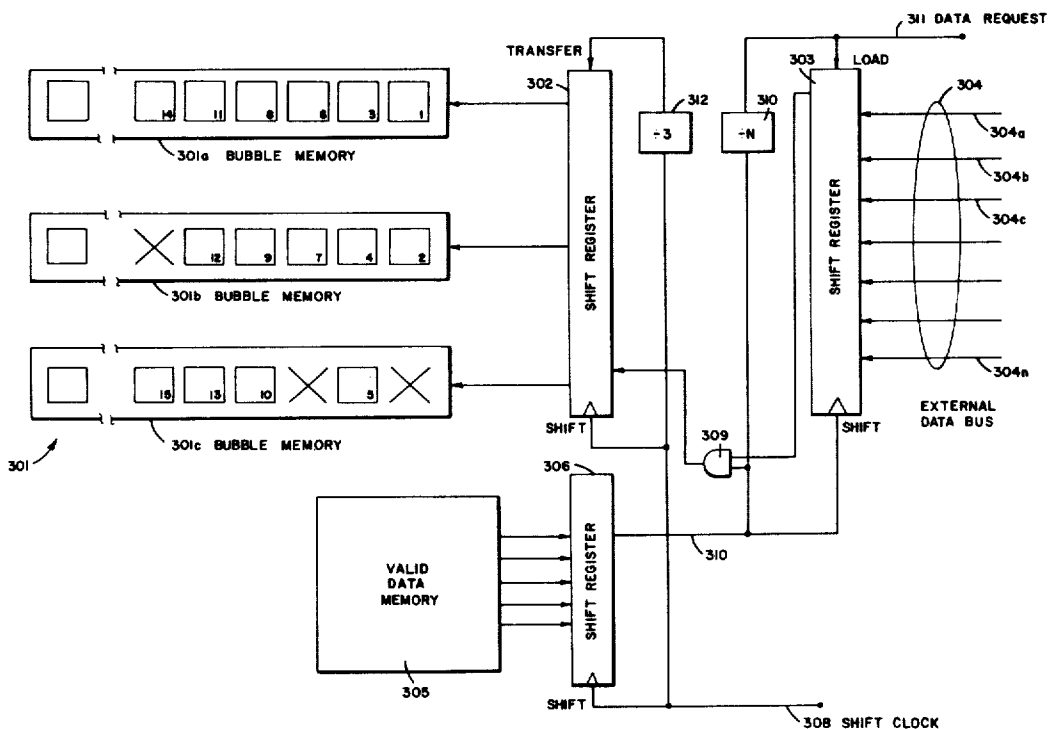 311 DATA REQUEST
TRANSFER
302
312
÷3
310
÷N
303
LOAD
304
304a
304b
304c
304n
EXTERNAL
DATA BUS
14 11 8 6 3 1
301a BUBBLE MEMORY
12 9 7 4 2
301b BUBBLE MEMORY
15 13 10 5
301c BUBBLE MEMORY
301
SHIFT REGISTER
SHIFT
SHIFT REGISTER
SHIFT
309
306
310
VALID
DATA
MEMORY
305
SHIFT REGISTER
SHIFT
308 SHIFT CLOCK